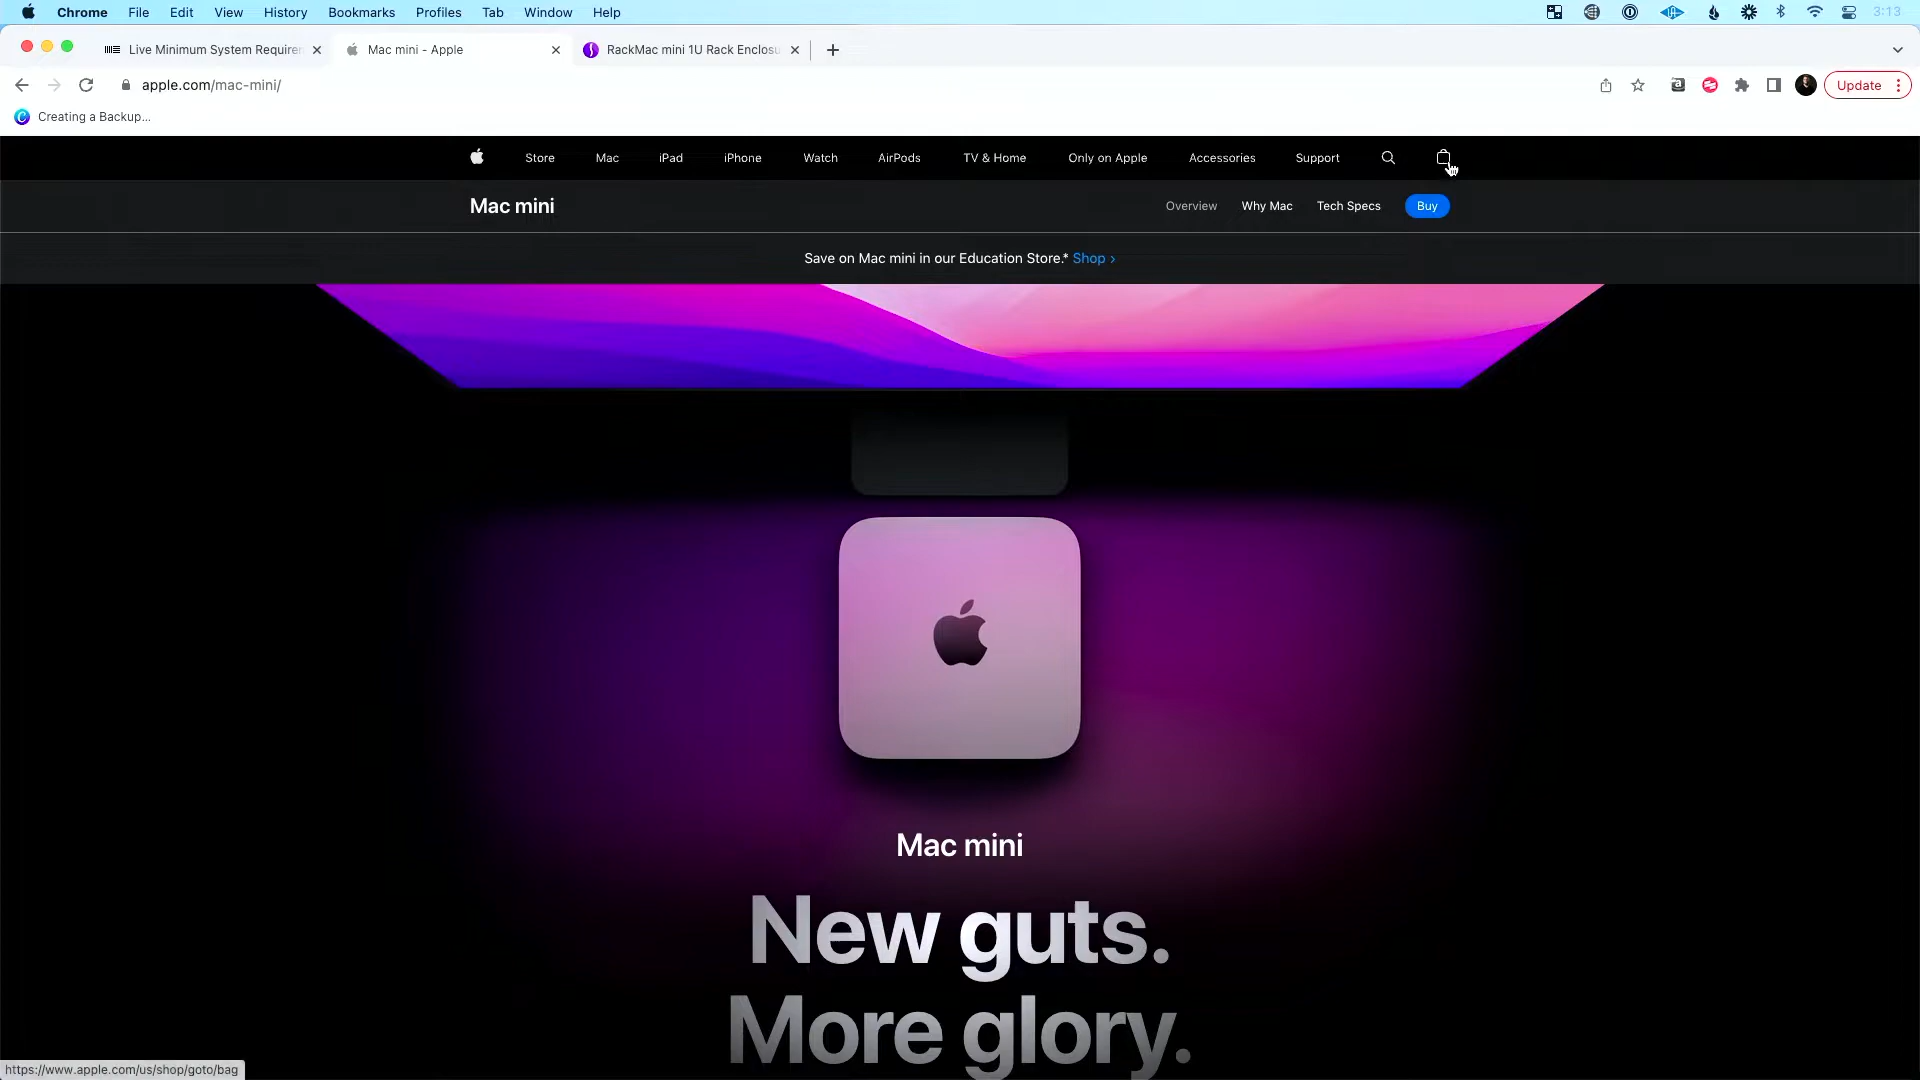 Chrome File Edit View History Bookmarks Profiles Tab Window Help 3:13
Live Minimum System Requirer
Mac mini - Apple
RackMac mini 1U Rack Enclosu
apple.com/mac-mini/
Update
Creating a Backup...
Store Mac iPad iPhone Watch AirPods TV & Home Only on Apple Accessories Support
Mac mini
Overview Why Mac Tech Specs Buy
Save on Mac mini in our Education Store.* Shop >
Mac mini
New guts.
More glory.
https://www.apple.com/us/shop/goto/bag